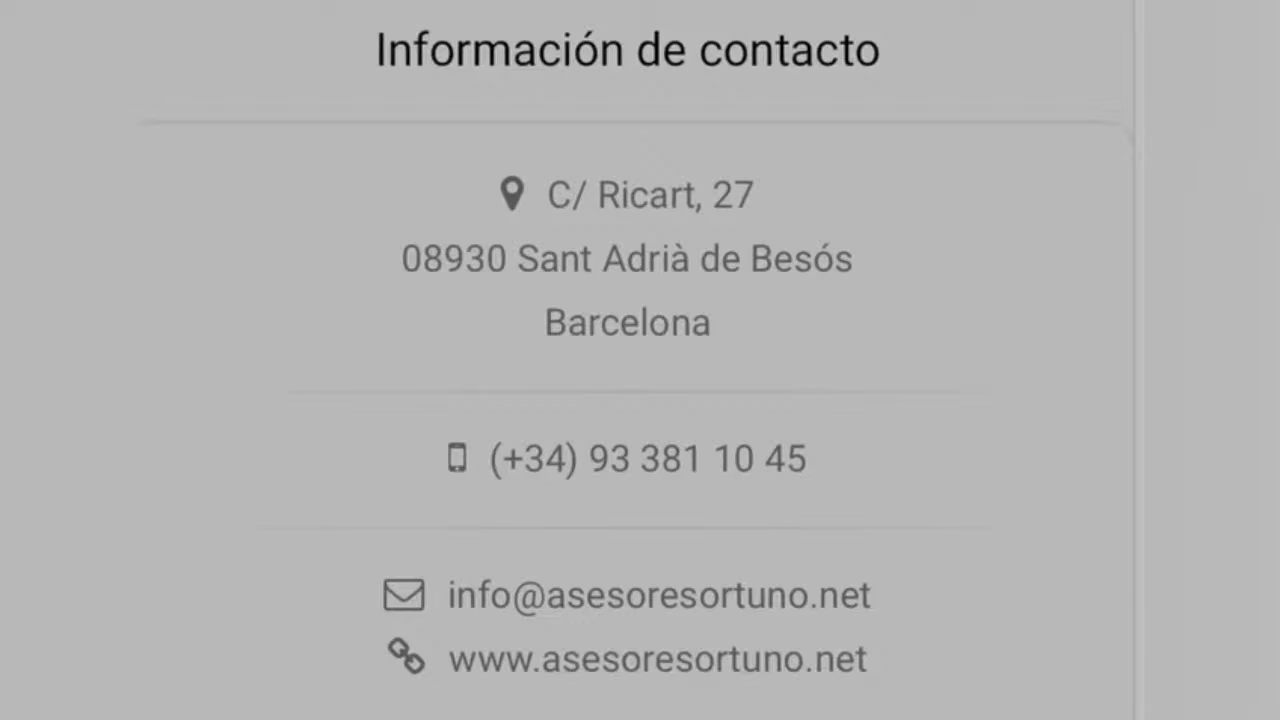 Información de contacto
C/ Ricart, 27
08930 Sant Adrià de Besós
Barcelona
(+34) 93 381 10 45
info@asesoresortuno.net
www.asesoresortuno.net